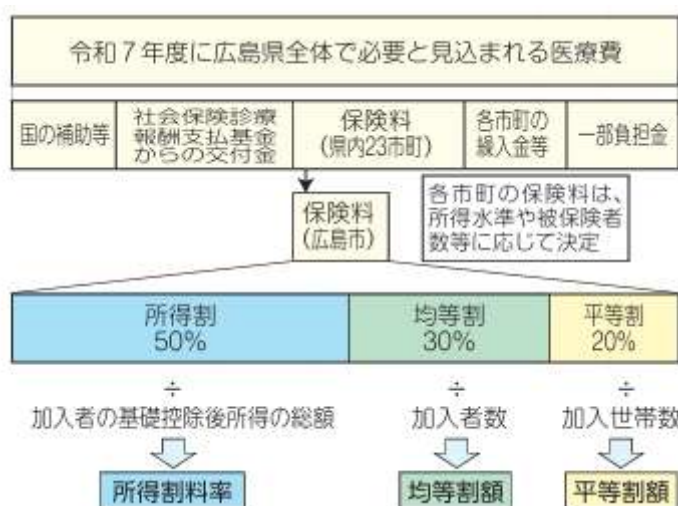 令和7年度に広島県全体で必要と見込まれる医療費
国の補助等
社会保険診療
報酬支払基金
からの交付金
保険料
(県内23市町)
各市町の
繰入金等
一部負担金
保険料
(広島市)
各市町の保険料は、
所得水準や被保険者
数等に応じて決定
所得割
50%
均等割
30%
平等割
20%
÷
加入者の基礎控除後所得の総額
÷
加入者数
÷
加入世帯数
所得割料率
均等割額
平等割額